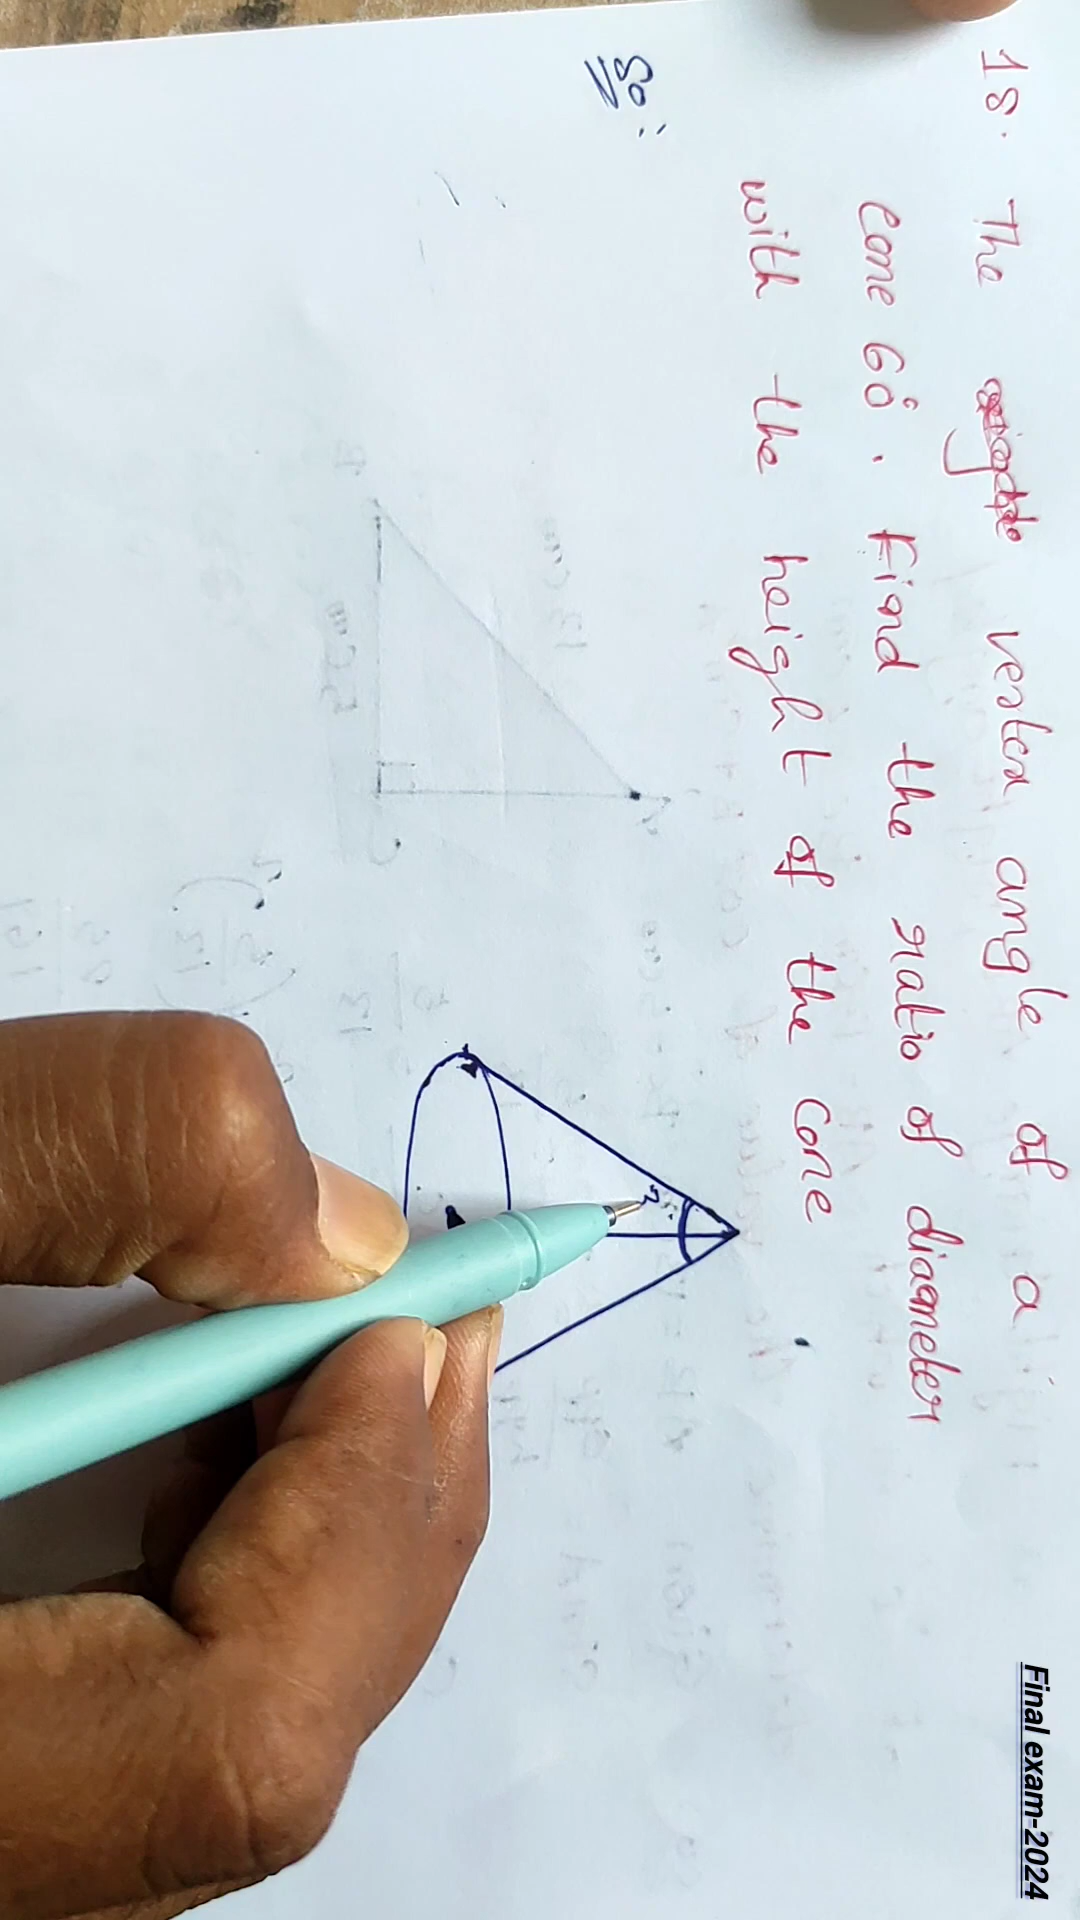 18. The vertex angle of a
cone 60°. Find the ratio of diameter
with the height of the cone
Sol:
Final exam-2024